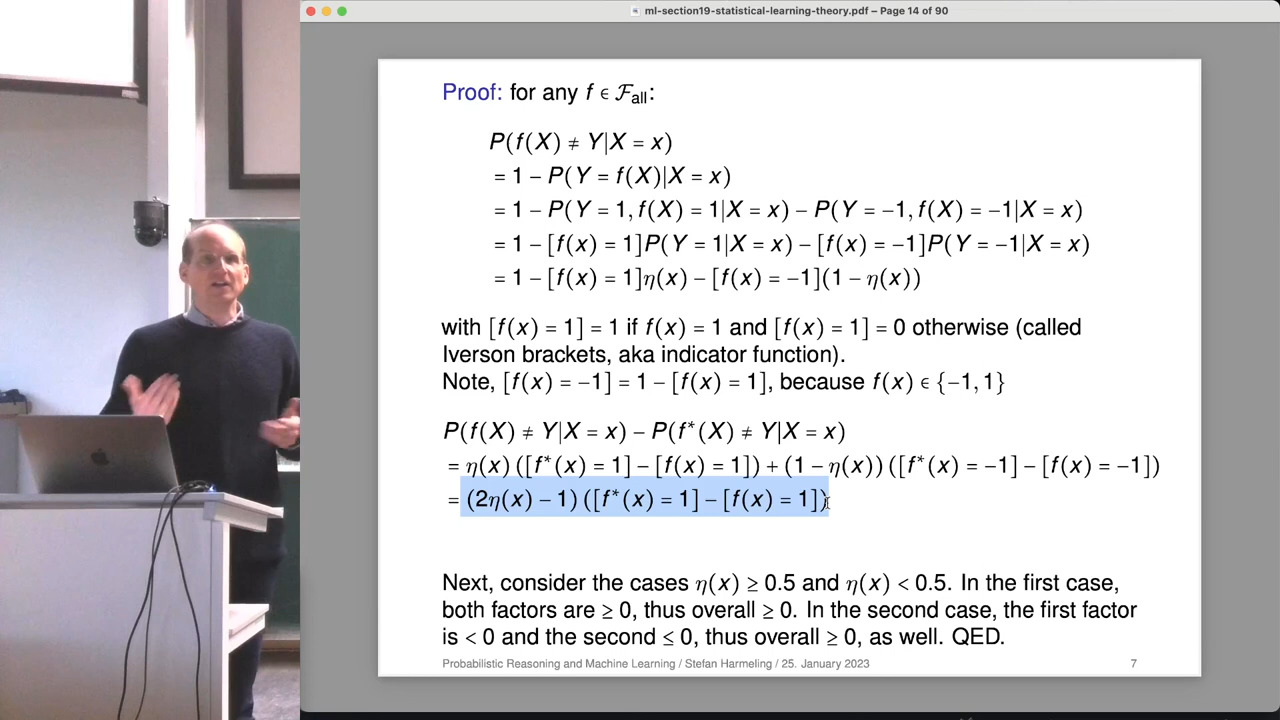 ml-section19-statistical-learning-theory.pdf – Page 14 of 90
Proof: for any f ∈ ℱall:
P(f(X) ≠ Y|X = x)
= 1 − P(Y = f(X)|X = x)
= 1 − P(Y = 1, f(X) = 1|X = x) − P(Y = −1, f(X) = −1|X = x)
= 1 − [f(x) = 1]P(Y = 1|X = x) − [f(x) = −1]P(Y = −1|X = x)
= 1 − [f(x) = 1]η(x) − [f(x) = −1](1 − η(x))
with [f(x) = 1] = 1 if f(x) = 1 and [f(x) = 1] = 0 otherwise (called
Iverson brackets, aka indicator function).
Note, [f(x) = −1] = 1 − [f(x) = 1], because f(x) ∈ {−1, 1}
P(f(X) ≠ Y|X = x) − P(f*(X) ≠ Y|X = x)
= η(x) ([f*(x) = 1] − [f(x) = 1]) + (1 − η(x)) ([f*(x) = −1] − [f(x) = −1])
= (2η(x) − 1) ([f*(x) = 1] − [f(x) = 1])
Next, consider the cases η(x) ≥ 0.5 and η(x) < 0.5. In the first case,
both factors are ≥ 0, thus overall ≥ 0. In the second case, the first factor
is < 0 and the second ≤ 0, thus overall ≥ 0, as well. QED.
Probabilistic Reasoning and Machine Learning / Stefan Harmeling / 25. January 2023 7